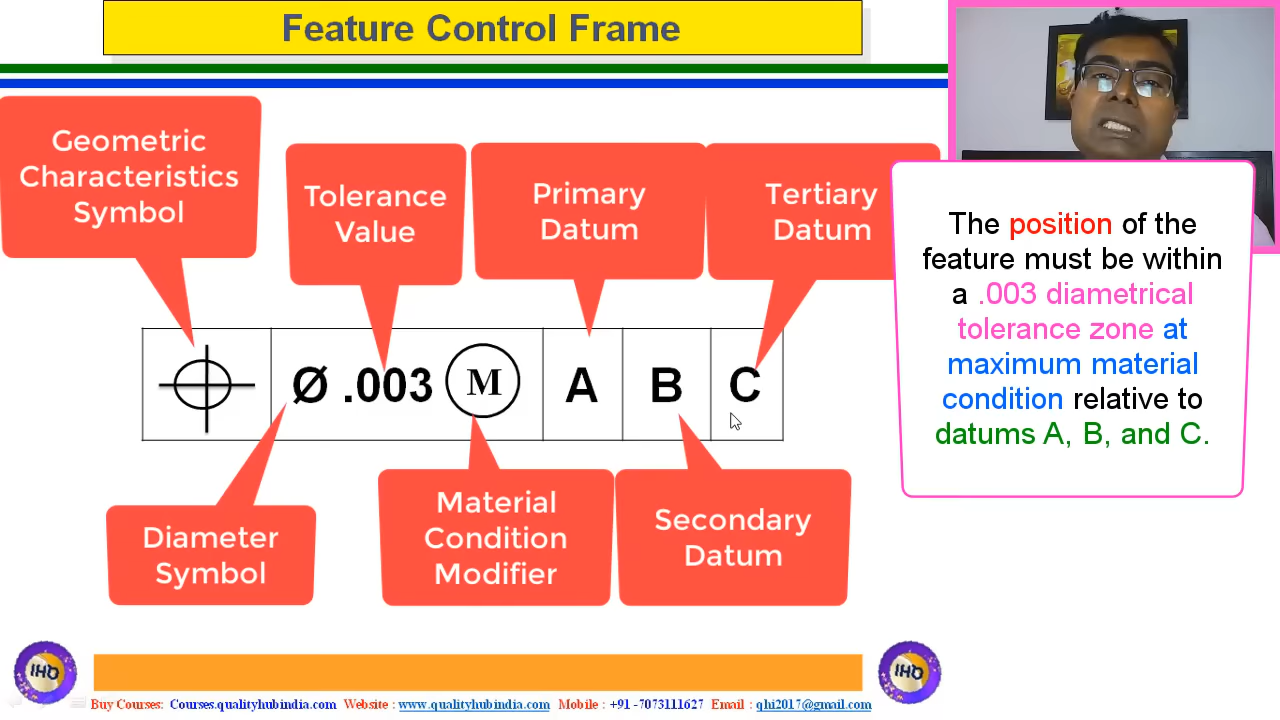 Feature Control Frame
Geometric
Characteristics
Symbol
Tolerance
Value
Primary
Datum
Tertiary
Datum
The position of the
feature must be within
a .003 diametrical
tolerance zone at
maximum material
condition relative to
datums A, B, and C.
Ø .003 M A B C
Diameter
Symbol
Material
Condition
Modifier
Secondary
Datum
QHI
QHI
Buy Courses: Courses.qualityhubindia.com Website : www.qualityhubindia.com Mobile : +91 -7073111627 Email : qhi2017@gmail.com